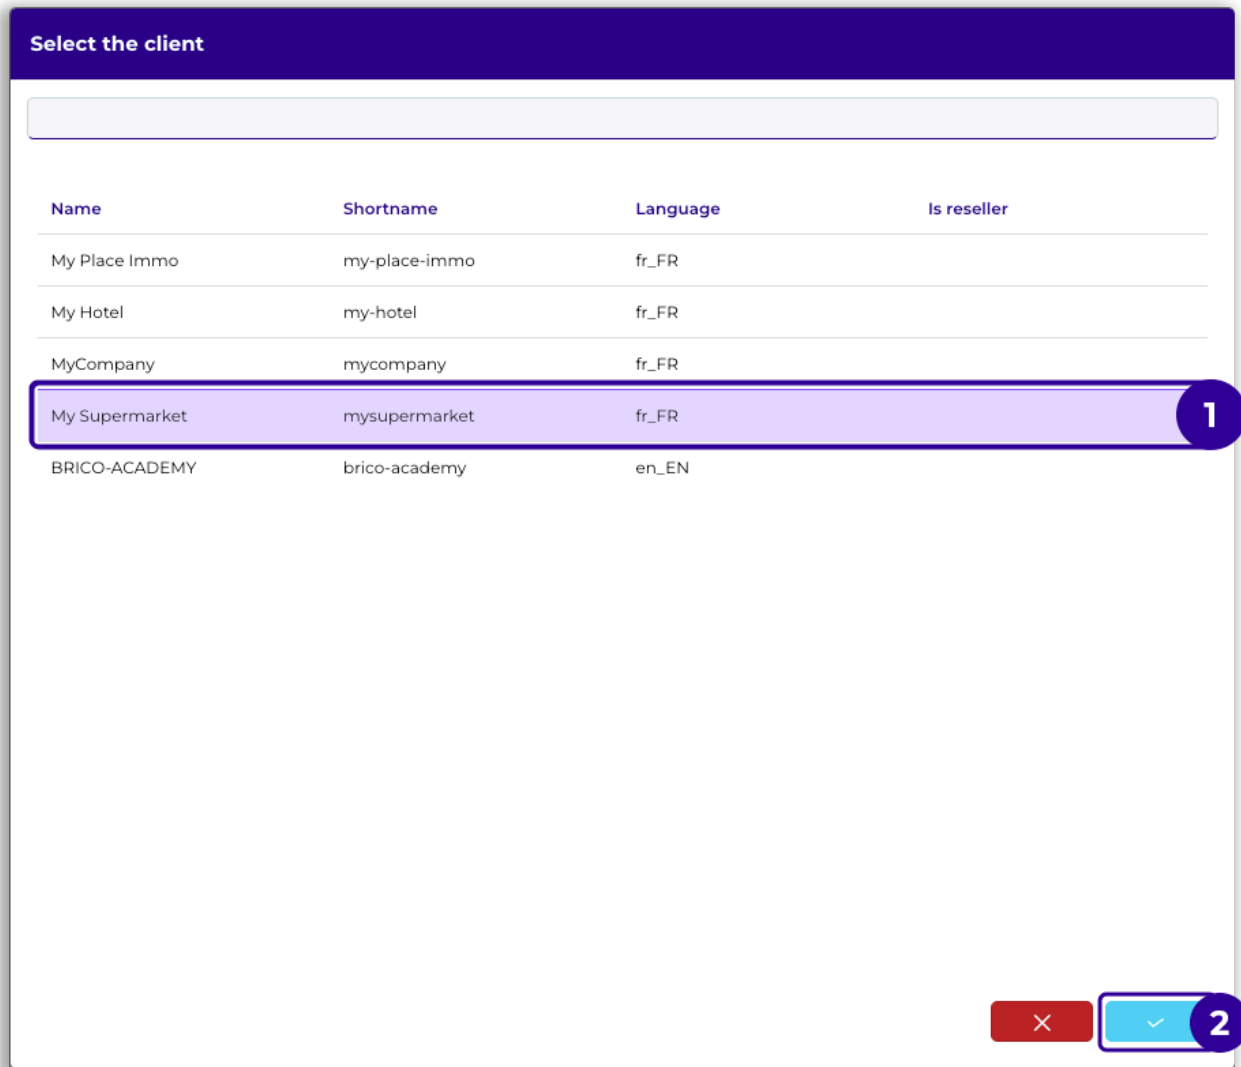 Select the client
Name Shortname Language Is reseller
My Place Immo my-place-immo fr_FR
My Hotel my-hotel fr_FR
MyCompany mycompany fr_FR
My Supermarket mysupermarket fr_FR 1
BRICO-ACADEMY brico-academy en_EN
2